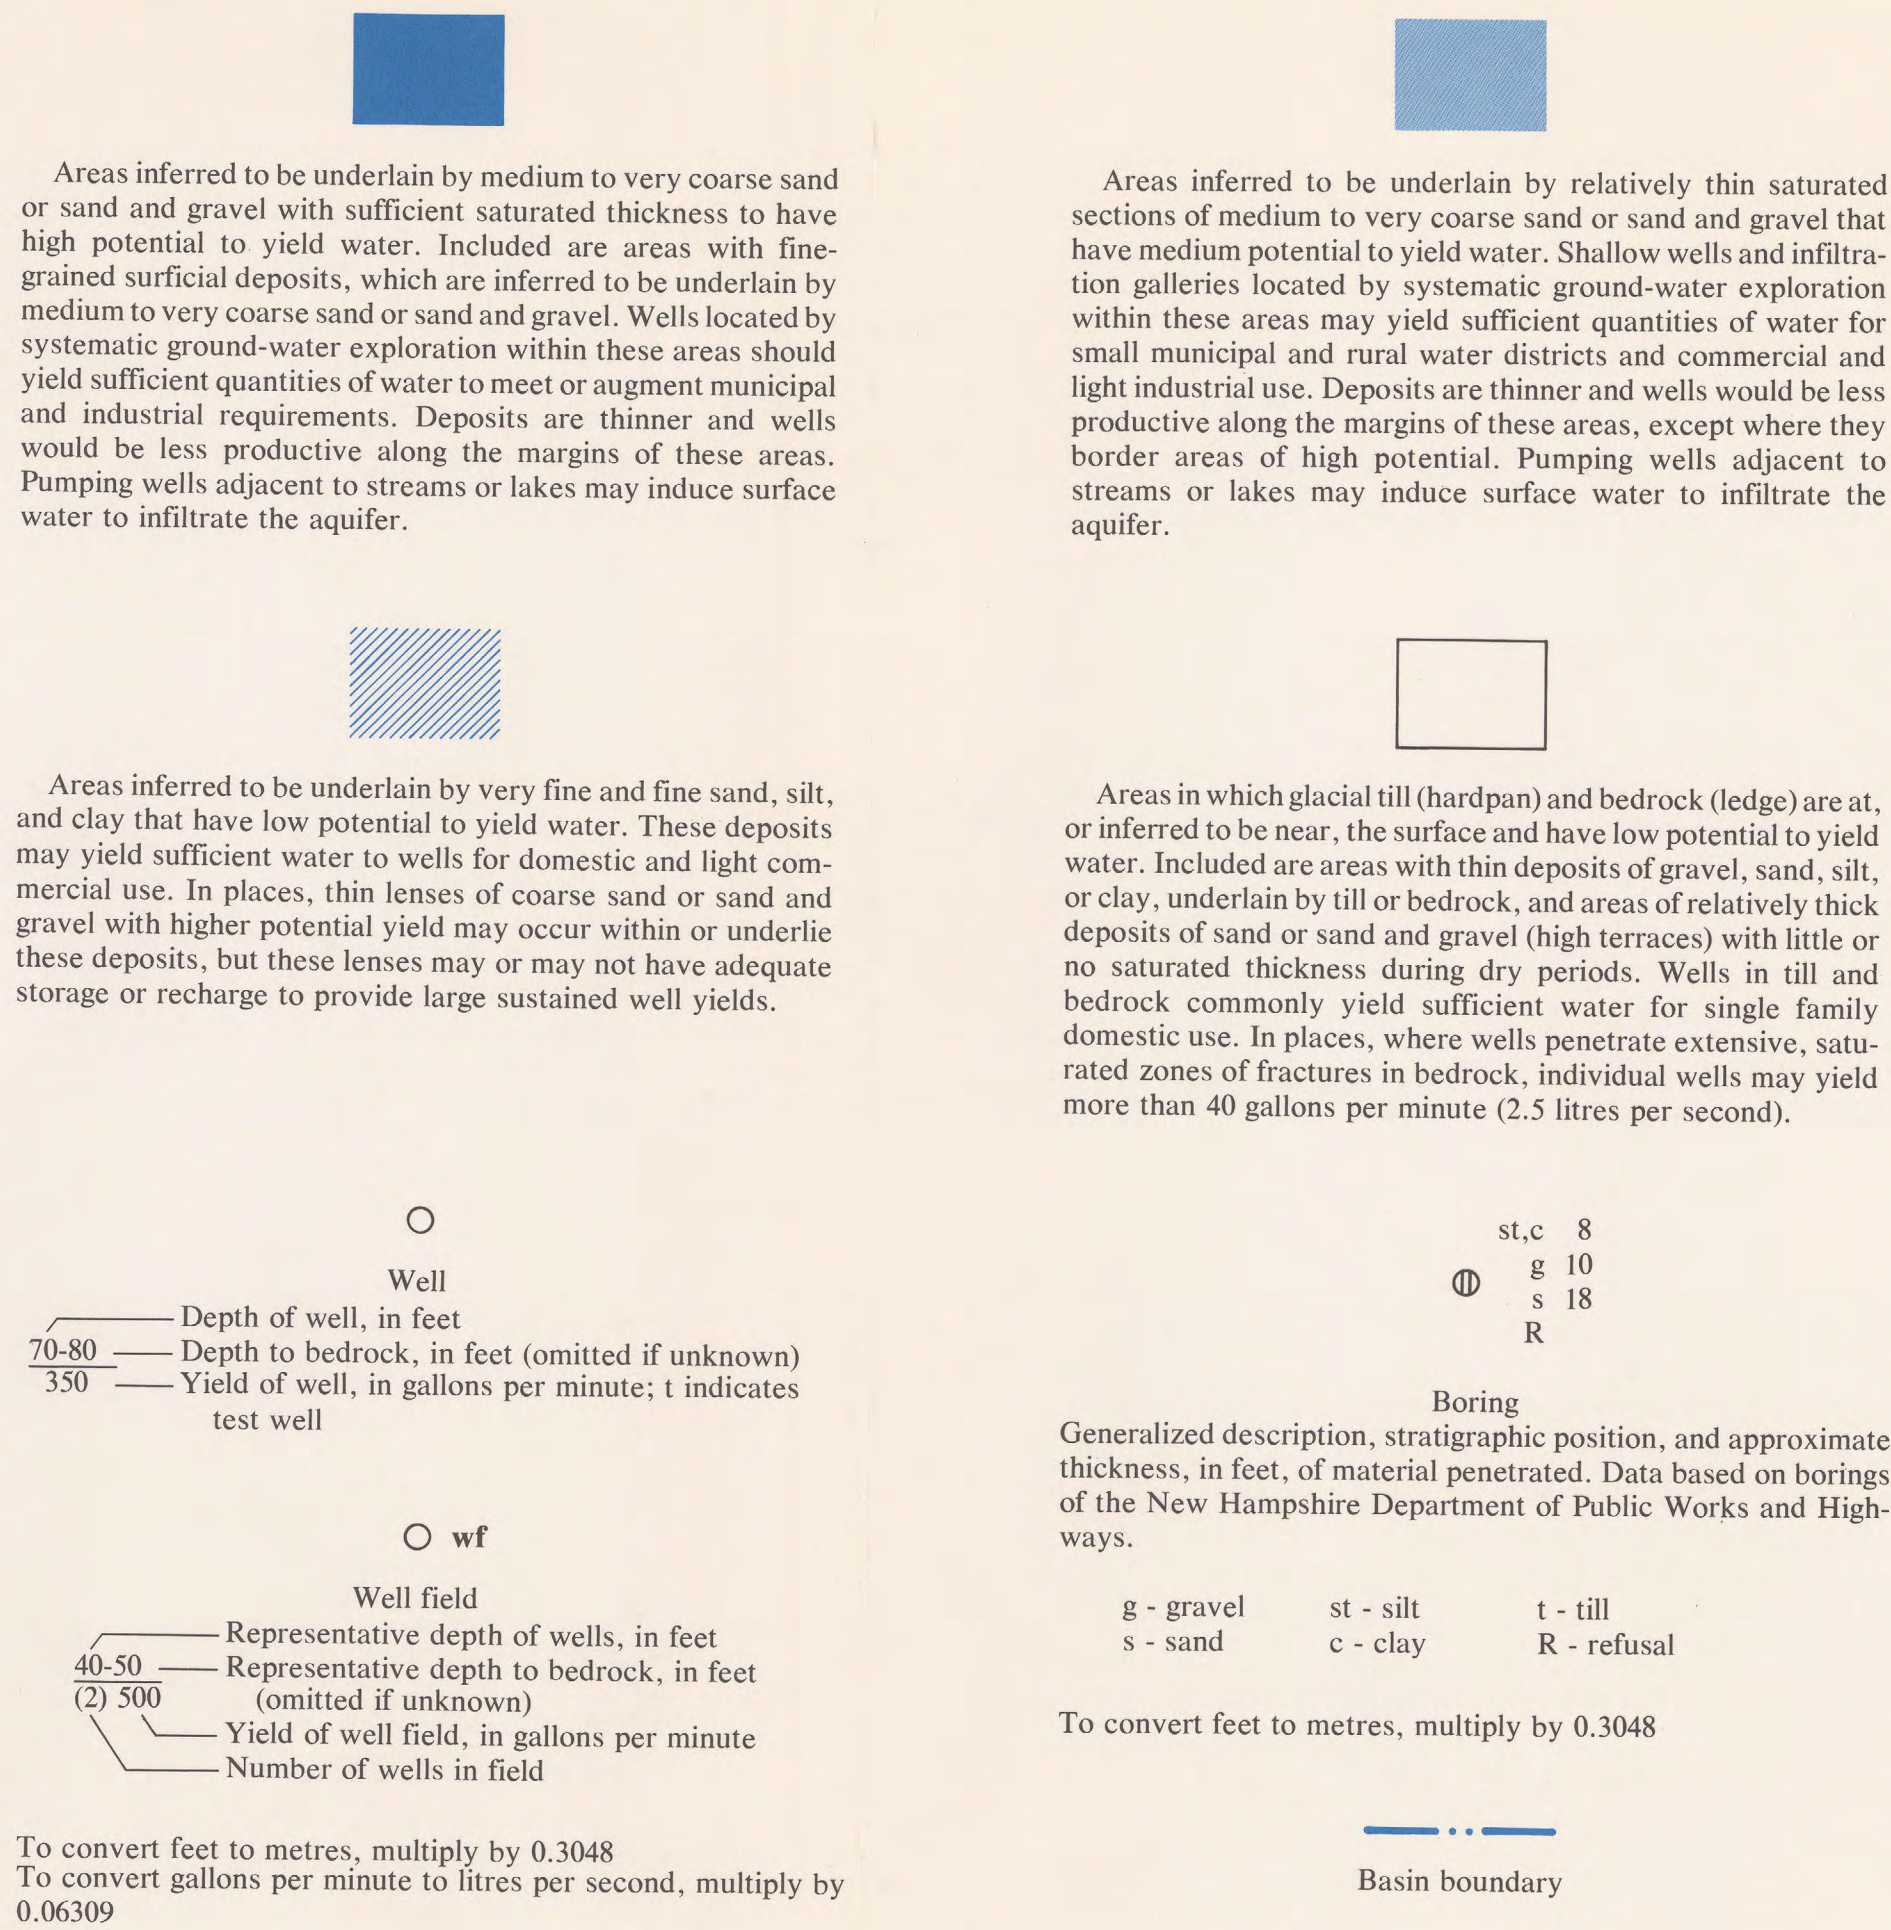 Areas inferred to be underlain by medium to very coarse sand
or sand and gravel with sufficient saturated thickness to have
high potential to yield water. Included are areas with fine-
grained surficial deposits, which are inferred to be underlain by
medium to very coarse sand or sand and gravel. Wells located by
systematic ground-water exploration within these areas should
yield sufficient quantities of water to meet or augment municipal
and industrial requirements. Deposits are thinner and wells
would be less productive along the margins of these areas.
Pumping wells adjacent to streams or lakes may induce surface
water to infiltrate the aquifer.
Areas inferred to be underlain by relatively thin saturated
sections of medium to very coarse sand or sand and gravel that
have medium potential to yield water. Shallow wells and infiltra-
tion galleries located by systematic ground-water exploration
within these areas may yield sufficient quantities of water for
small municipal and rural water districts and commercial and
light industrial use. Deposits are thinner and wells would be less
productive along the margins of these areas, except where they
border areas of high potential. Pumping wells adjacent to
streams or lakes may induce surface water to infiltrate the
aquifer.
Areas inferred to be underlain by very fine and fine sand, silt,
and clay that have low potential to yield water. These deposits
may yield sufficient water to wells for domestic and light com-
mercial use. In places, thin lenses of coarse sand or sand and
gravel with higher potential yield may occur within or underlie
these deposits, but these lenses may or may not have adequate
storage or recharge to provide large sustained well yields.
Areas in which glacial till (hardpan) and bedrock (ledge) are at,
or inferred to be near, the surface and have low potential to yield
water. Included are areas with thin deposits of gravel, sand, silt,
or clay, underlain by till or bedrock, and areas of relatively thick
deposits of sand or sand and gravel (high terraces) with little or
no saturated thickness during dry periods. Wells in till and
bedrock commonly yield sufficient water for single family
domestic use. In places, where wells penetrate extensive, satu-
rated zones of fractures in bedrock, individual wells may yield
more than 40 gallons per minute (2.5 litres per second).
Well
Depth of well, in feet
70-80 Depth to bedrock, in feet (omitted if unknown)
350 Yield of well, in gallons per minute; t indicates
test well
wf
Well field
Representative depth of wells, in feet
40-50 Representative depth to bedrock, in feet
(2) 500 (omitted if unknown)
Yield of well field, in gallons per minute
Number of wells in field
To convert feet to metres, multiply by 0.3048
To convert gallons per minute to litres per second, multiply by
0.06309
st,c 8
g 10
s 18
R
Boring
Generalized description, stratigraphic position, and approximate
thickness, in feet, of material penetrated. Data based on borings
of the New Hampshire Department of Public Works and High-
ways.
g - gravel st - silt t - till
s - sand c - clay R - refusal
To convert feet to metres, multiply by 0.3048
Basin boundary